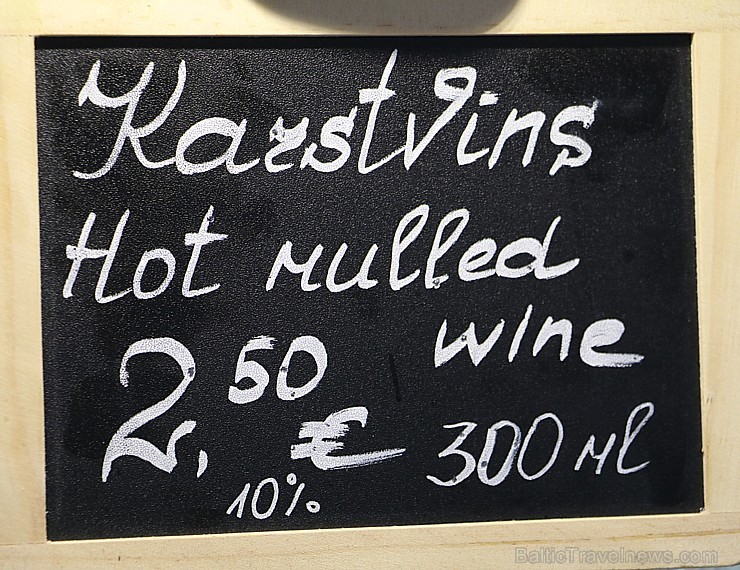 Karstvins
Hot mulled
wine
2,50 €
300 ml
10%
BalticTravelnews.com